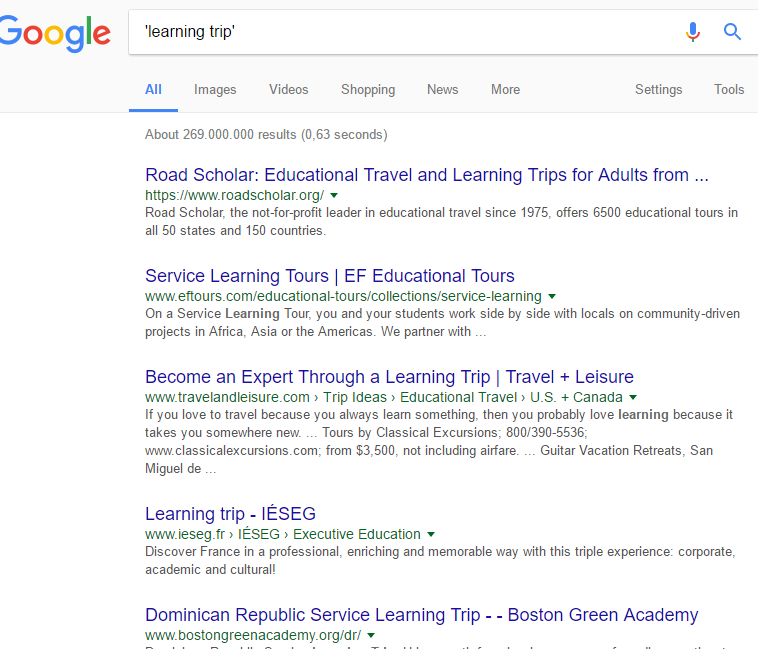 Google
'learning trip'
All Images Videos Shopping News More Settings Tools
About 269.000.000 results (0,63 seconds)
Road Scholar: Educational Travel and Learning Trips for Adults from ...
https://www.roadscholar.org/
Road Scholar, the not-for-profit leader in educational travel since 1975, offers 6500 educational tours in
all 50 states and 150 countries.
Service Learning Tours | EF Educational Tours
www.eftours.com/educational-tours/collections/service-learning
On a Service Learning Tour, you and your students work side by side with locals on community-driven
projects in Africa, Asia or the Americas. We partner with ...
Become an Expert Through a Learning Trip | Travel + Leisure
www.travelandleisure.com › Trip Ideas › Educational Travel › U.S. + Canada
If you love to travel because you always learn something, then you probably love learning because it
takes you somewhere new. ... Tours by Classical Excursions; 800/390-5536;
www.classicalexcursions.com; from $3,500, not including airfare. ... Guitar Vacation Retreats, San
Miguel de ...
Learning trip - IÉSEG
www.ieseg.fr › IÉSEG › Executive Education
Discover France in a professional, enriching and memorable way with this triple experience: corporate,
academic and cultural!
Dominican Republic Service Learning Trip - - Boston Green Academy
www.bostongreenacademy.org/dr/